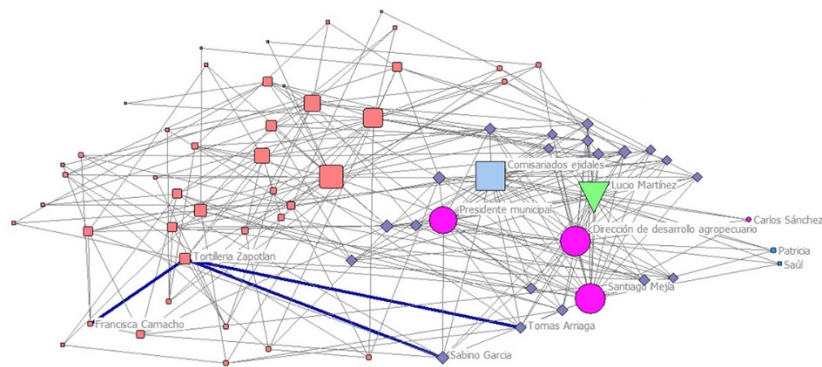 Comisariados ejidales
Lucio Martínez
Presidente municipal
Carlos Sánchez
Dirección de desarrollo agropecuario
Patricia
Tortilleria Zapotlan
Saúl
Santiago Mejía
Francisca Camacho
Tomas Arriaga
Sabino Garcia